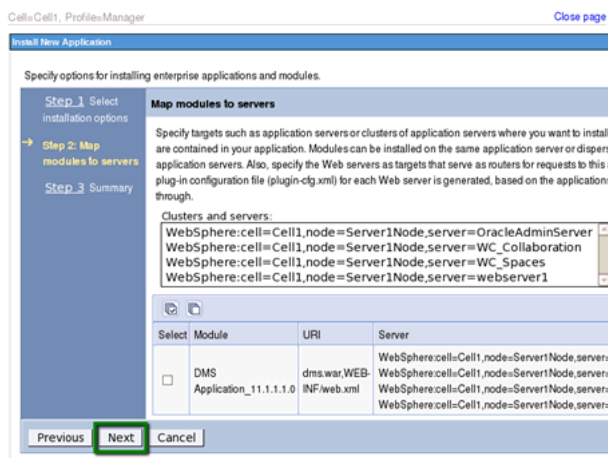 Cell=Cell1, Profile=Manager
Close page
Install New Application
Specify options for installing enterprise applications and modules.
Step 1 Select
installation options
Step 2: Map
modules to servers
Step 3 Summary
Map modules to servers
Specify targets such as application servers or clusters of application servers where you want to install
are contained in your application. Modules can be installed on the same application server or dispers
application servers. Also, specify the Web servers as targets that serve as routers for requests to this
plug-in configuration file (plugin-cfg.xml) for each Web server is generated, based on the applications
through.
Clusters and servers:
WebSphere:cell=Cell1,node=Server1Node,server=OracleAdminServer
WebSphere:cell=Cell1,node=Server1Node,server=WC_Collaboration
WebSphere:cell=Cell1,node=Server1Node,server=WC_Spaces
WebSphere:cell=Cell1,node=Server1Node,server=webserver1
Select Module URI Server
DMS
Application_11.1.1.1.0
dms.war,WEB-
INF/web.xml
WebSphere:cell=Cell1,node=Server1Node,server=
WebSphere:cell=Cell1,node=Server1Node,server=
WebSphere:cell=Cell1,node=Server1Node,server=
WebSphere:cell=Cell1,node=Server1Node,server=
Previous Next Cancel